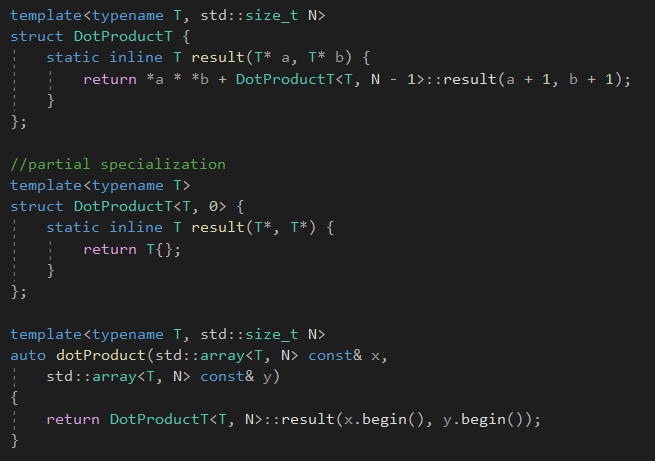 template<typename T, std::size_t N>
struct DotProductT {
    static inline T result(T* a, T* b) {
        return *a * *b + DotProductT<T, N - 1>::result(a + 1, b + 1);
    }
};

//partial specialization
template<typename T>
struct DotProductT<T, 0> {
    static inline T result(T*, T*) {
        return T{};
    }
};

template<typename T, std::size_t N>
auto dotProduct(std::array<T, N> const& x,
    std::array<T, N> const& y)
{
    return DotProductT<T, N>::result(x.begin(), y.begin());
}